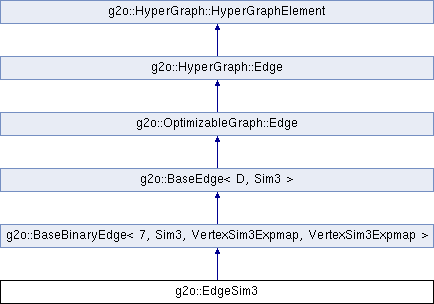 g2o::HyperGraph::HyperGraphElement
g2o::HyperGraph::Edge
g2o::OptimizableGraph::Edge
g2o::BaseEdge< D, Sim3 >
g2o::BaseBinaryEdge< 7, Sim3, VertexSim3Expmap, VertexSim3Expmap >
g2o::EdgeSim3